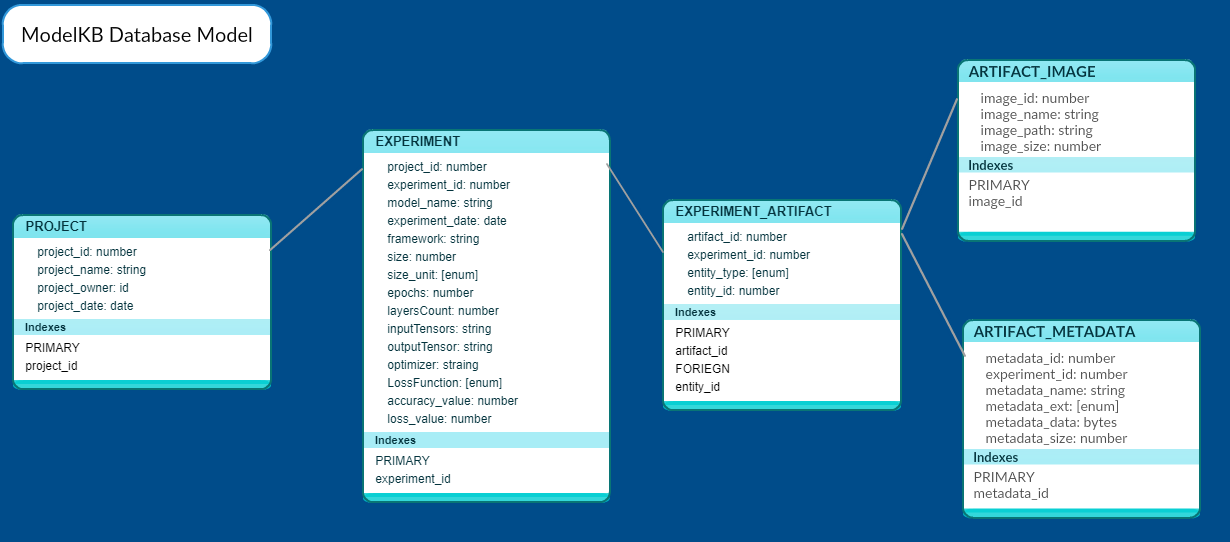 ModelKB Database Model
PROJECT
project_id: number
project_name: string
project_owner: id
project_date: date
Indexes
PRIMARY
project_id
EXPERIMENT
project_id: number
experiment_id: number
model_name: string
experiment_date: date
framework: string
size: number
size_unit: [enum]
epochs: number
layersCount: number
inputTensors: string
outputTensor: string
optimizer: straing
LossFunction: [enum]
accuracy_value: number
loss_value: number
Indexes
PRIMARY
experiment_id
EXPERIMENT_ARTIFACT
artifact_id: number
experiment_id: number
entity_type: [enum]
entity_id: number
Indexes
PRIMARY
artifact_id
FORIEGN
entity_id
ARTIFACT_IMAGE
image_id: number
image_name: string
image_path: string
image_size: number
Indexes
PRIMARY
image_id
ARTIFACT_METADATA
metadata_id: number
experiment_id: number
metadata_name: string
metadata_ext: [enum]
metadata_data: bytes
metadata_size: number
Indexes
PRIMARY
metadata_id